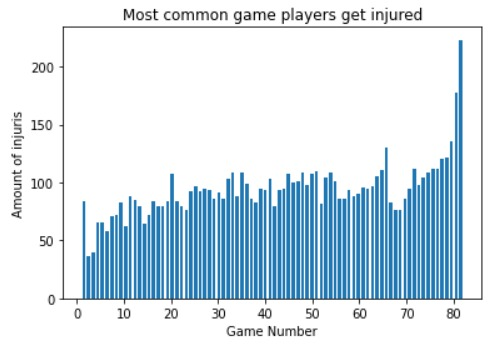 Most common game players get injured
Amount of injuris
200
150
100
50
0
0 10 20 30 40 50 60 70 80
Game Number